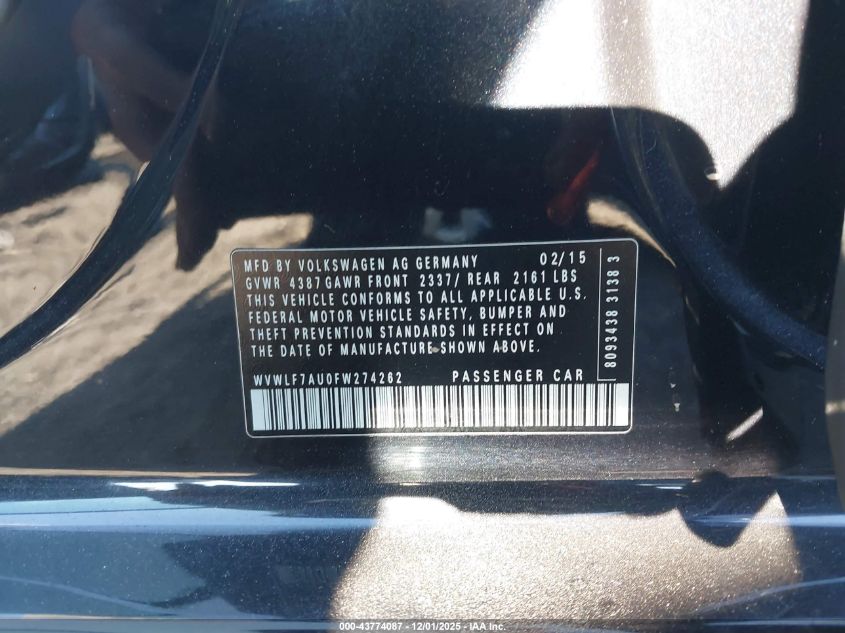 MFD BY VOLKSWAGEN AG GERMANY 02/15
GVWR 4387 GAWR FRONT 2337/ REAR 2161 LBS
THIS VEHICLE CONFORMS TO ALL APPLICABLE U.S.
FEDERAL MOTOR VEHICLE SAFETY, BUMPER AND
THEFT PREVENTION STANDARDS IN EFFECT ON
THE DATE OF MANUFACTURE SHOWN ABOVE.
WVWLF7AU0FW274262 PASSENGER CAR
8093438 3138 3
000-43774087 - 12/01/2025 - IAA Inc.